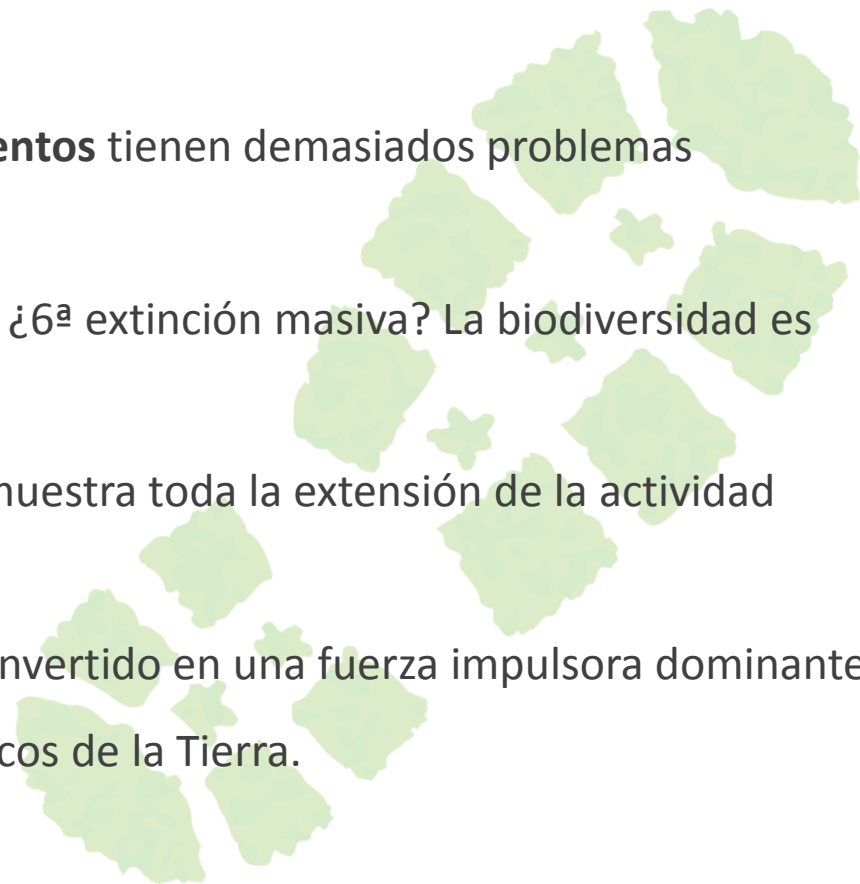 entos tienen demasiados problemas
¿6ª extinción masiva? La biodiversidad es
muestra toda la extensión de la actividad
nvertido en una fuerza impulsora dominante
cos de la Tierra.